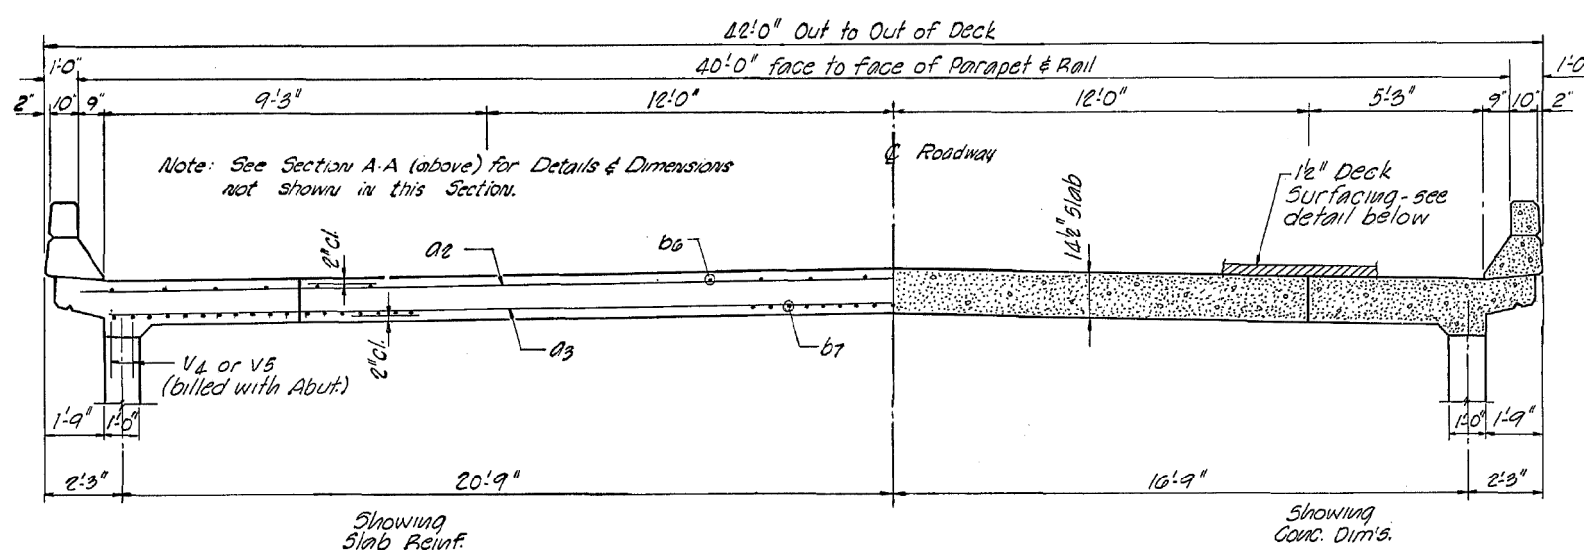 42'-0" Out to Out of Deck
1'-0" 40'-0" face to face of Parapet & Rail 1'-0
2" 10" 9" 9'-3" 12'-0" 12'-0" 5'-3" 9" 10" 2"
Note: See Section A-A (above) for Details & Dimensions
not shown in this Section.
℄ Roadway
1½" Deck
Surfacing - see
detail below
14½" Slab
2" cl.
a2
b6
2" cl.
a3
b7
V4 or V5
(billed with Abut.)
1'-9" 1'-0" 1'-0" 1'-9"
2'-3" 20'-9" 16'-9" 2'-3"
Showing
Slab Reinf.
Showing
Conc. Dim's.